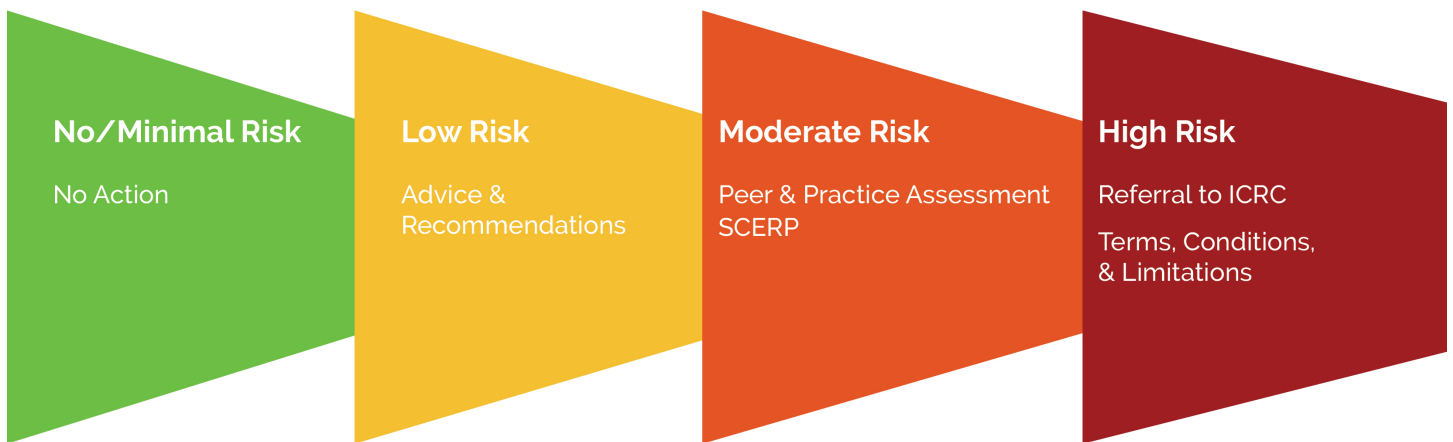 No/Minimal Risk
No Action
Low Risk
Advice &
Recommendations
Moderate Risk
Peer & Practice Assessment
SCERP
High Risk
Referral to ICRC
Terms, Conditions,
& Limitations